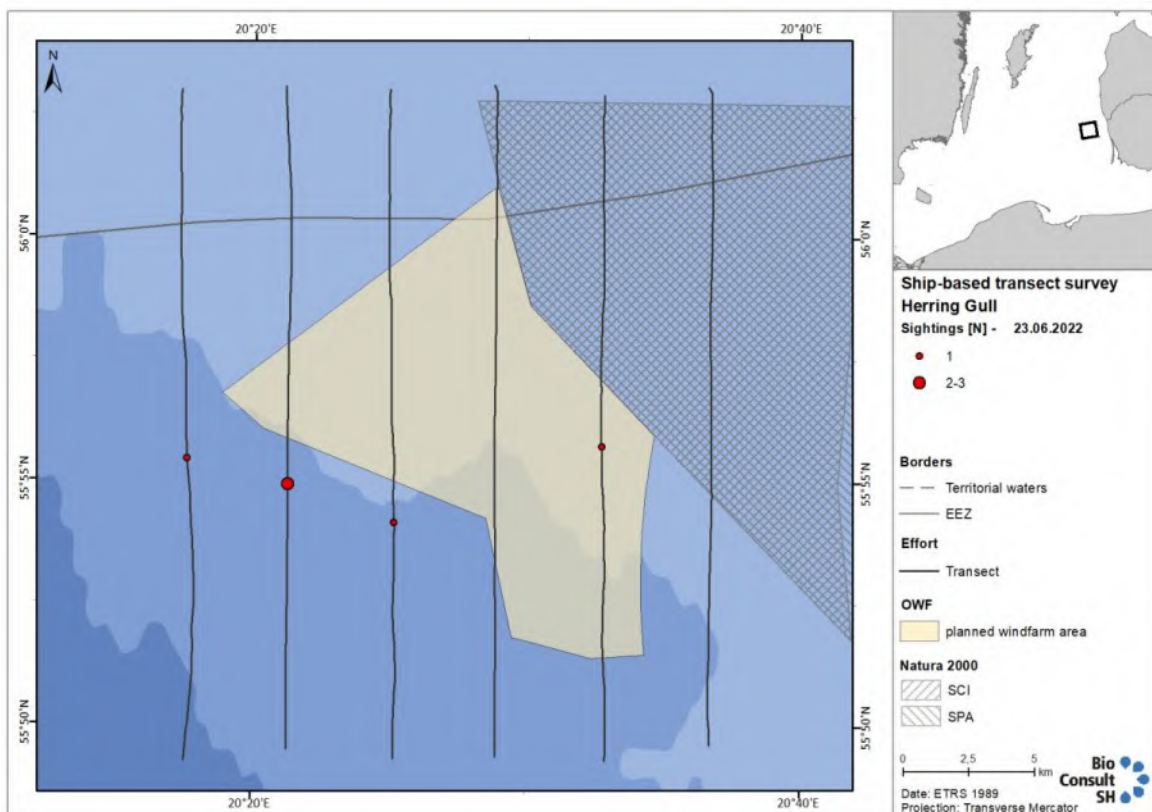 20°20'E
20°40'E
N
56°0'N
56°0'N
55°55'N
55°55'N
55°50'N
55°50'N
20°20'E
20°40'E
Ship-based transect survey
Herring Gull
Sightings [N] - 23.06.2022
1
2-3
Borders
Territorial waters
EEZ
Effort
Transect
OWF
planned windfarm area
Natura 2000
SCI
SPA
0 2,5 5
km
Bio
Consult
SH
Date: ETRS 1989
Projection: Transverse Mercator